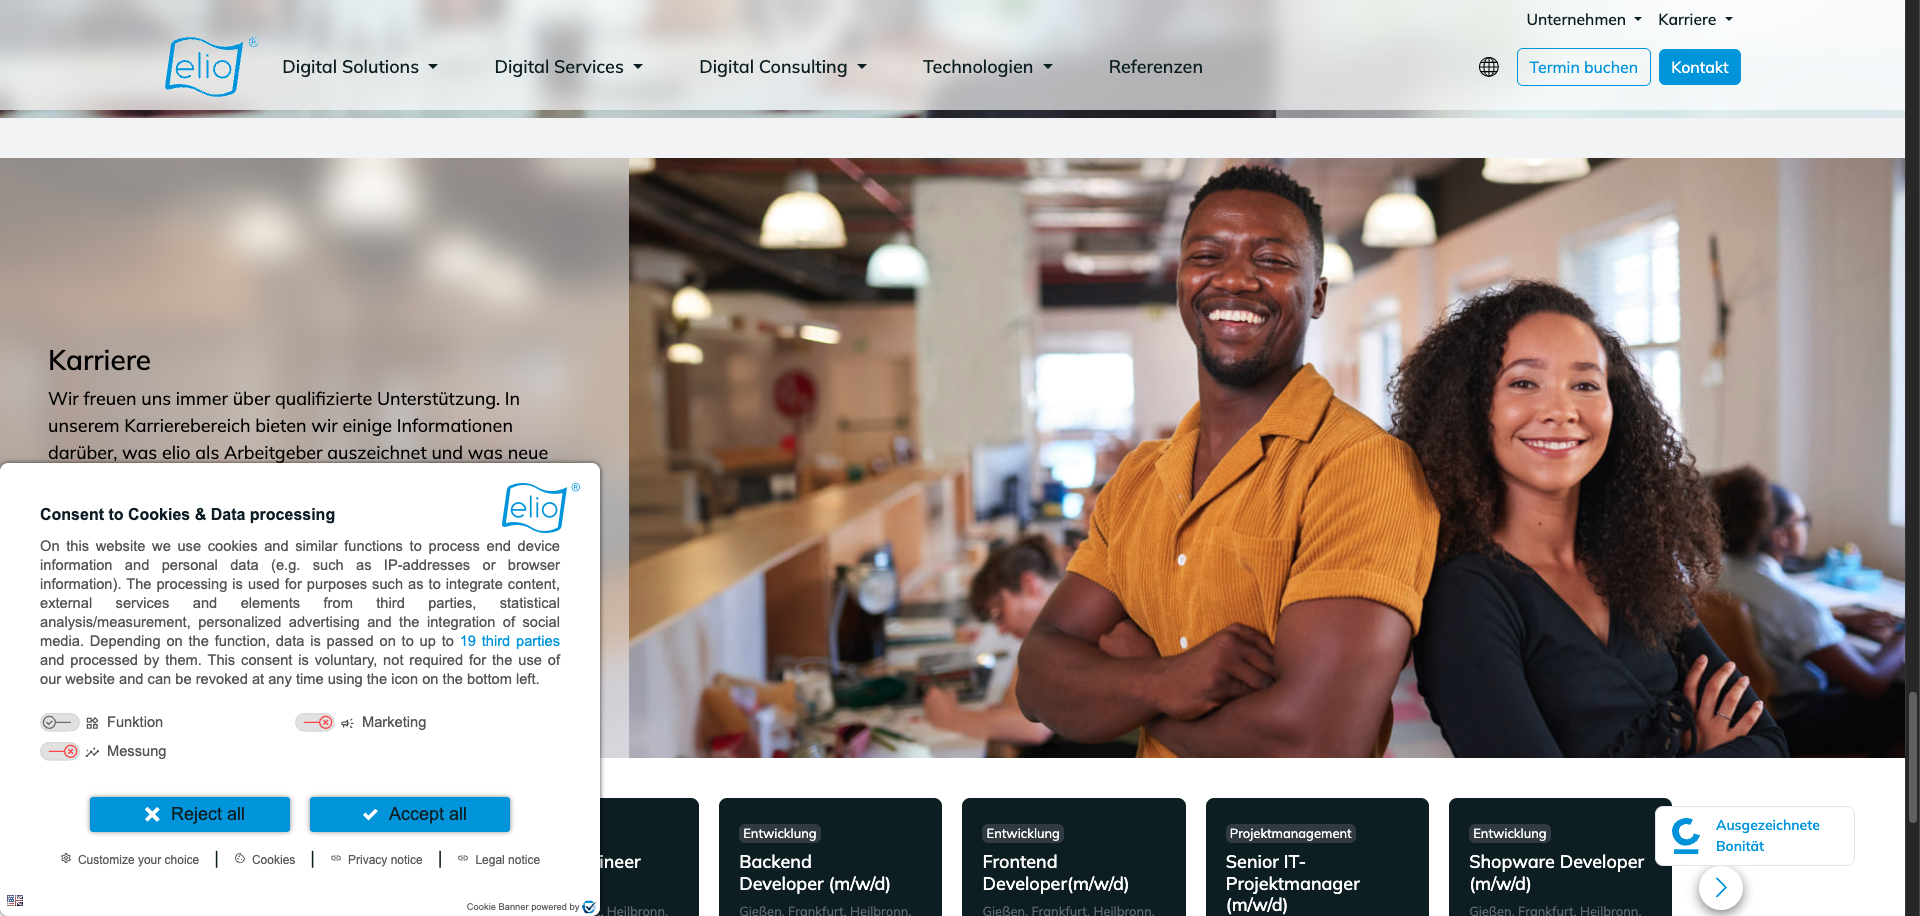 Unternehmen
Karriere
elio ®
Digital Solutions
Digital Services
Digital Consulting
Technologien
Referenzen
Termin buchen
Kontakt
Karriere
Wir freuen uns immer über qualifizierte Unterstützung. In
unserem Karrierebereich bieten wir einige Informationen
darüber, was elio als Arbeitgeber auszeichnet und was neue
elio ®
Consent to Cookies & Data processing
On this website we use cookies and similar functions to process end device
information and personal data (e.g. such as IP-addresses or browser
information). The processing is used for purposes such as to integrate content,
external services and elements from third parties, statistical
analysis/measurement, personalized advertising and the integration of social
media. Depending on the function, data is passed on to up to 19 third parties
and processed by them. This consent is voluntary, not required for the use of
our website and can be revoked at any time using the icon on the bottom left.
Funktion
Marketing
Messung
Reject all
Accept all
Customize your choice
Cookies
Privacy notice
Legal notice
Cookie Banner powered by
ineer
, Heilbronn,
Entwicklung
Backend
Developer (m/w/d)
Gießen, Frankfurt, Heilbronn,
Entwicklung
Frontend
Developer(m/w/d)
Gießen, Frankfurt, Heilbronn,
Projektmanagement
Senior IT-
Projektmanager
(m/w/d)
Entwicklung
Shopware Developer
(m/w/d)
Gießen, Frankfurt, Heilbronn,
Ausgezeichnete
Bonität